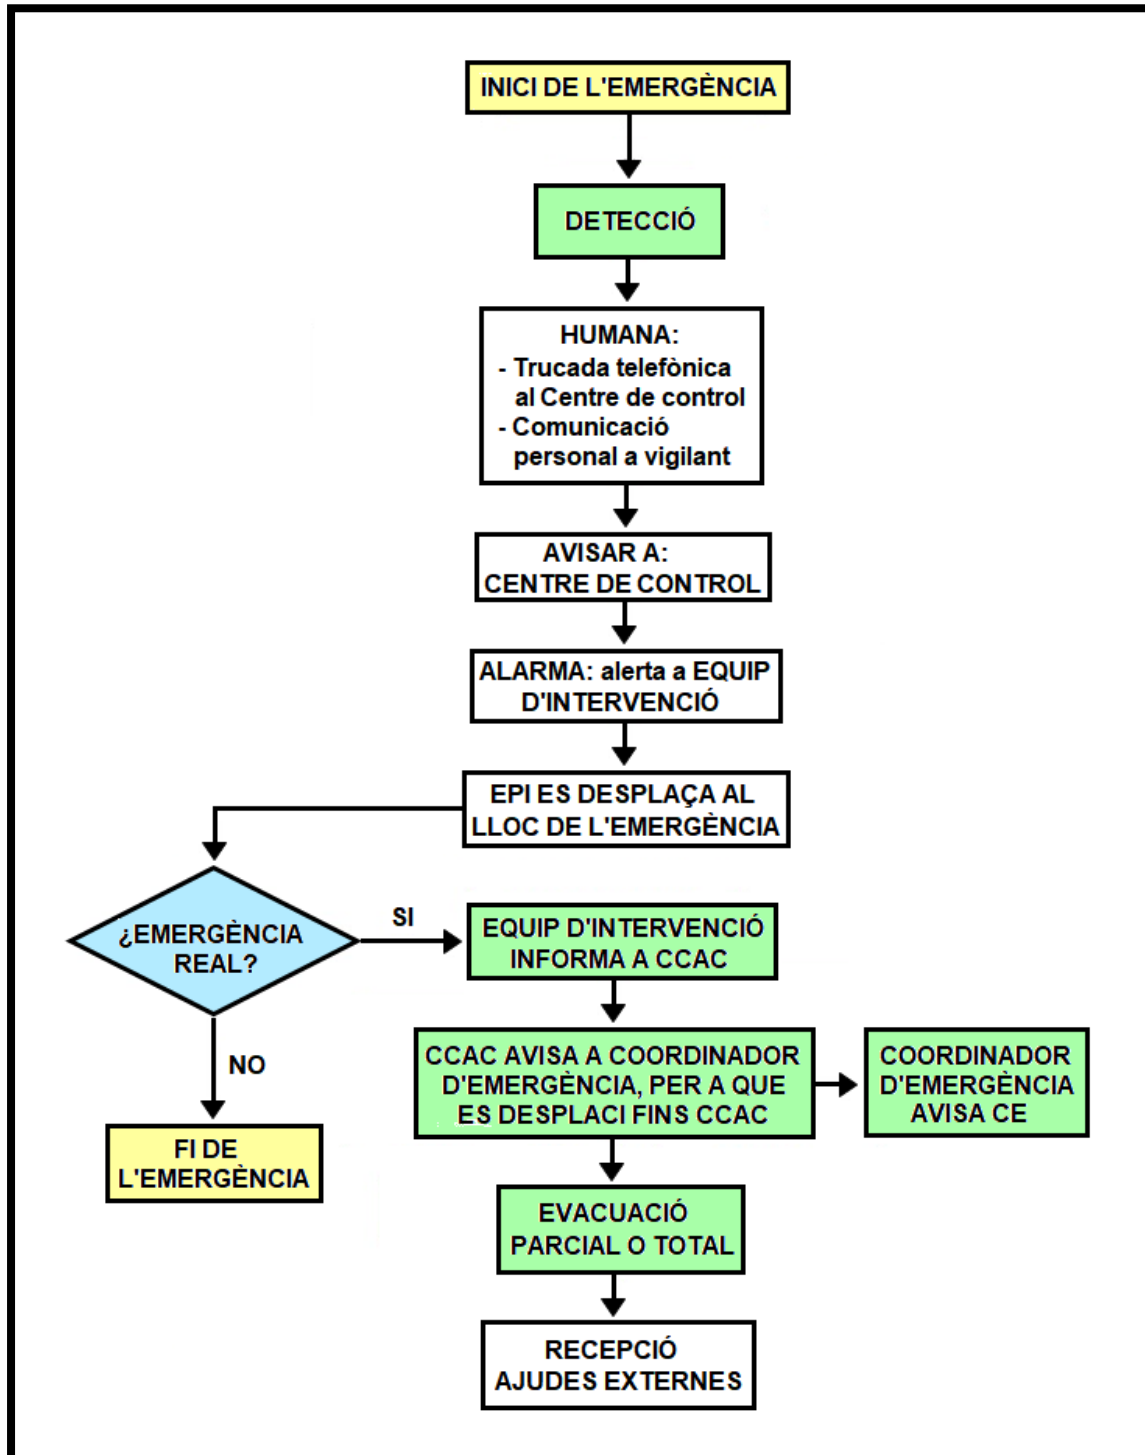 INICI DE L'EMERGÈNCIA
DETECCIÓ
HUMANA:
- Trucada telefònica
al Centre de control
- Comunicació
personal a vigilant
AVISAR A:
CENTRE DE CONTROL
ALARMA: alerta a EQUIP
D'INTERVENCIÓ
EPI ES DESPLAÇA AL
LLOC DE L'EMERGÈNCIA
¿EMERGÈNCIA
REAL?
SI
EQUIP D'INTERVENCIÓ
INFORMA A CCAC
NO
FI DE
L'EMERGÈNCIA
CCAC AVISA A COORDINADOR
D'EMERGÈNCIA, PER A QUE
ES DESPLACI FINS CCAC
COORDINADOR
D'EMERGÈNCIA
AVISA CE
EVACUACIÓ
PARCIAL O TOTAL
RECEPCIÓ
AJUDES EXTERNES